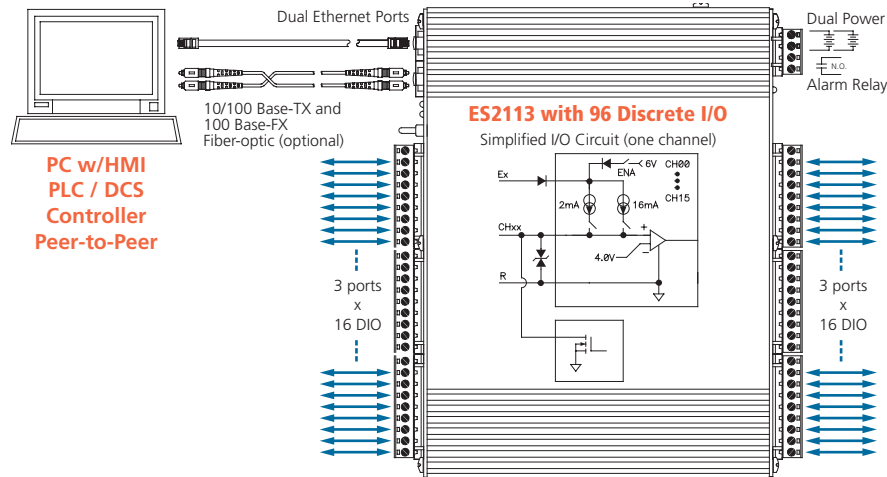 Dual Ethernet Ports
Dual Power
N.O.
Alarm Relay
10/100 Base-TX and
100 Base-FX
Fiber-optic (optional)
ES2113 with 96 Discrete I/O
Simplified I/O Circuit (one channel)
PC w/HMI
PLC / DCS
Controller
Peer-to-Peer
6V
ENA
CH00
CH15
Ex
2mA
16mA
CHxx
+
−
4.0V
R
3 ports
x
16 DIO
3 ports
x
16 DIO